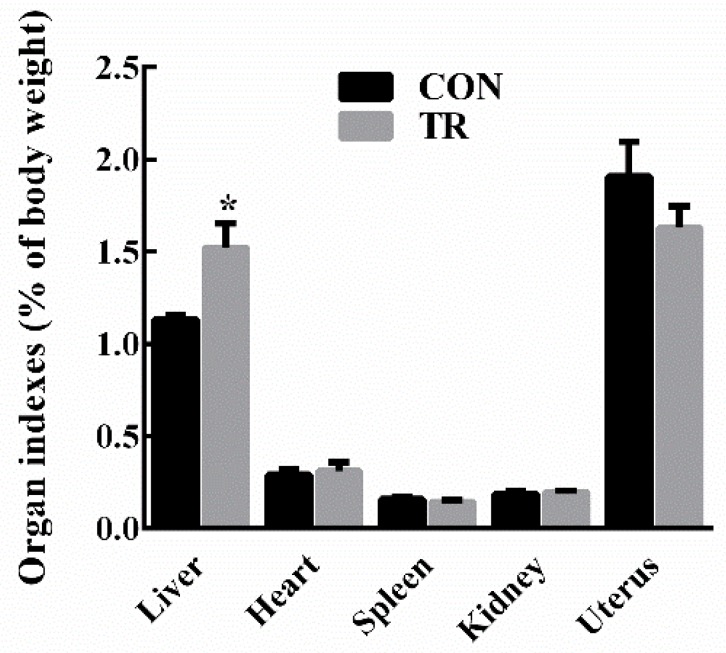 Organ indexes (% of body weight)
2.5
2.0
1.5
1.0
0.5
0.0
CON
TR
*
Liver
Heart
Spleen
Kidney
Uterus